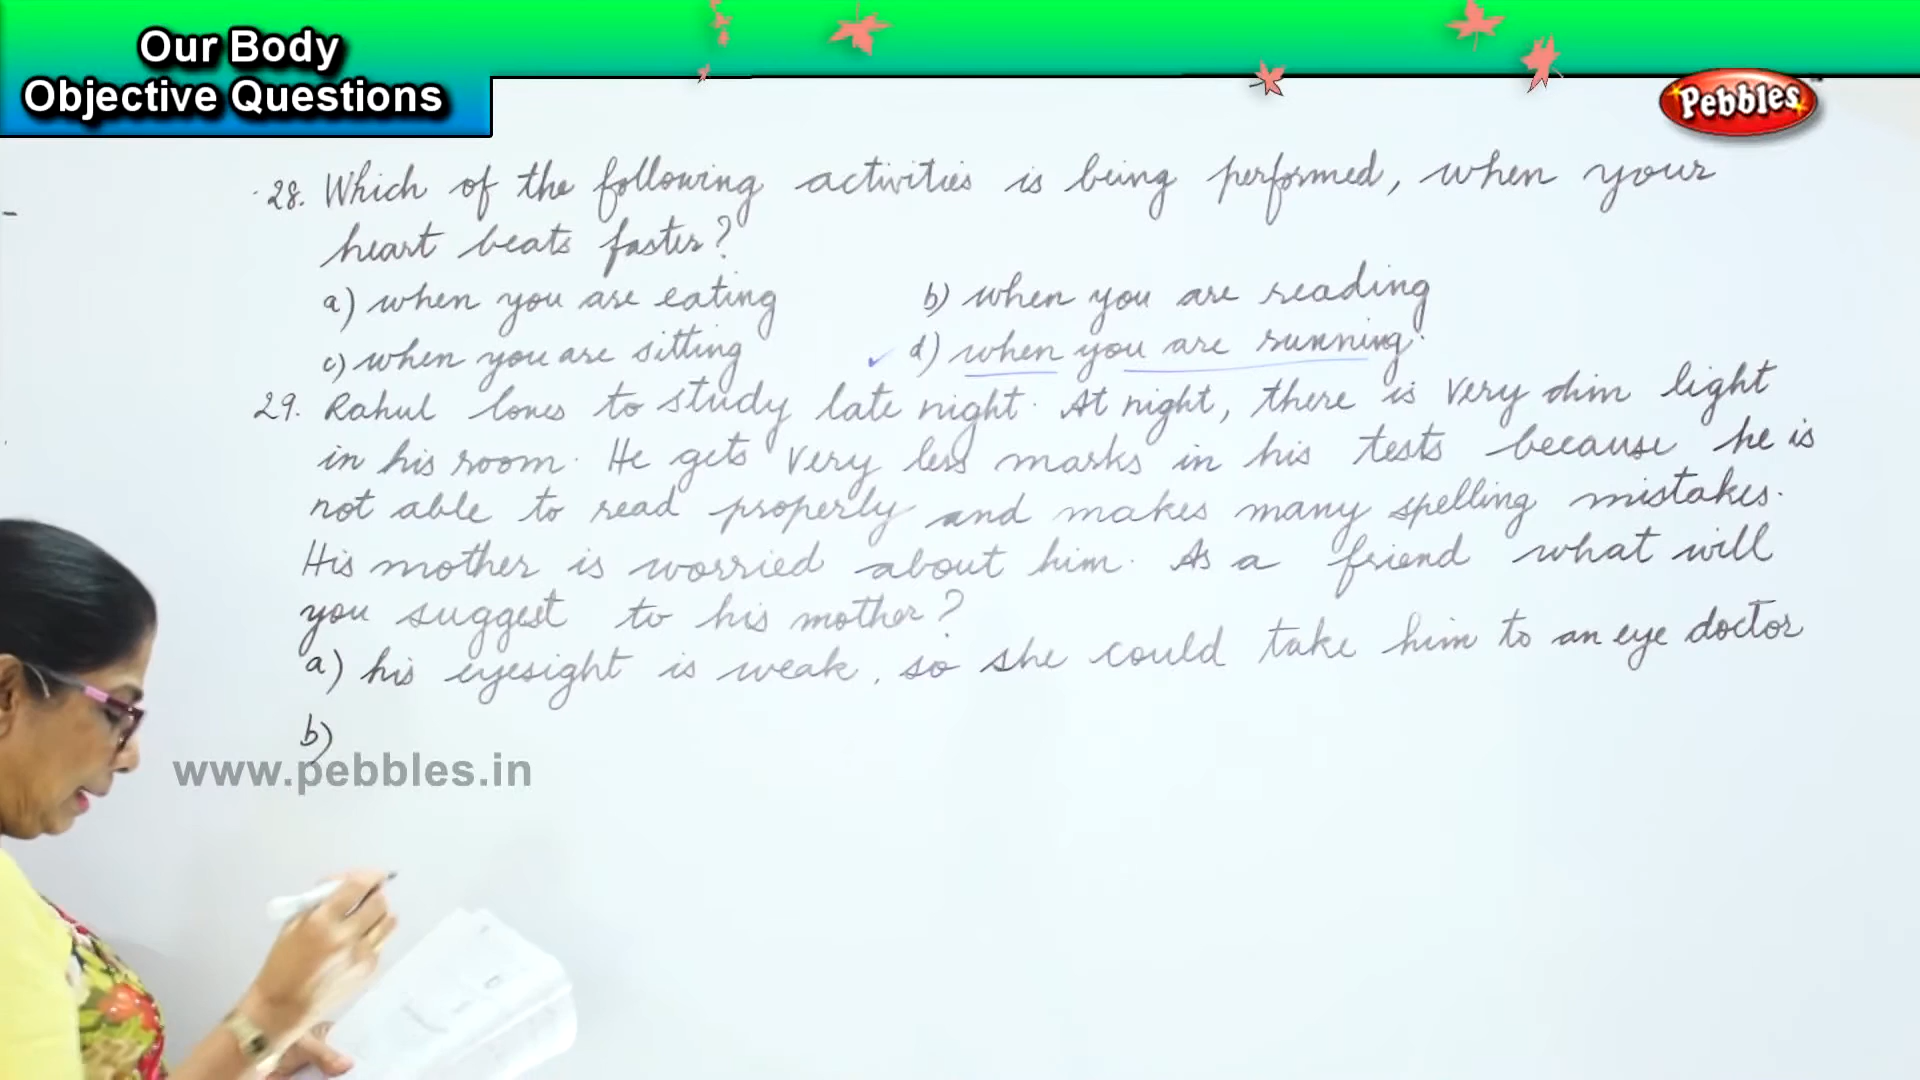 Our Body
Objective Questions
Pebbles
28. Which of the following activities is being performed, when your
heart beats faster?
a) when you are eating b) when you are reading
c) when you are sitting ✓ d) when you are running.
29. Rahul loves to study late night. At night, there is very dim light
in his room. He gets very less marks in his tests because he is
not able to read properly and makes many spelling mistakes.
His mother is worried about him. As a friend what will
you suggest to his mother?
a) his eyesight is weak, so she could take him to an eye doctor
b)
www.pebbles.in